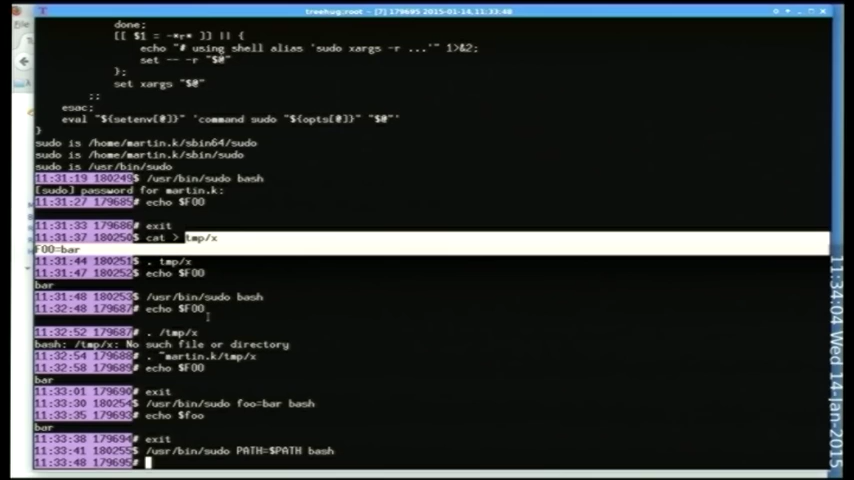 treehug:root - [7] 179695 2015-01-14,11:33:48
done;
[[ $1 = -*r* ]] || {
echo "# using shell alias 'sudo xargs -r ...'" 1>&2;
set -- -r "$@"
};
set xargs "$@"
;;
esac;
eval "${setenv[@]}" 'command sudo "${opts[@]}" "$@"'
}
sudo is /home/martin.k/sbin64/sudo
sudo is /home/martin.k/sbin/sudo
sudo is /usr/bin/sudo
11:31:19 180249$ /usr/bin/sudo bash
[sudo] password for martin.k:
11:31:27 179685# echo $FOO
11:31:33 179686# exit
11:31:37 180250$ cat > tmp/x
FOO=bar
11:31:44 180251$ . tmp/x
11:31:47 180252$ echo $FOO
bar
11:31:48 180253$ /usr/bin/sudo bash
11:32:48 179687# echo $FOO
11:32:52 179687# . /tmp/x
bash: /tmp/x: No such file or directory
11:32:54 179688# . ~martin.k/tmp/x
11:32:58 179689# echo $FOO
bar
11:33:01 179690# exit
11:33:30 180254$ /usr/bin/sudo foo=bar bash
11:33:35 179693# echo $foo
bar
11:33:38 179694# exit
11:33:41 180255$ /usr/bin/sudo PATH=$PATH bash
11:33:48 179695#
11:34:04 Wed 14-Jan-2015